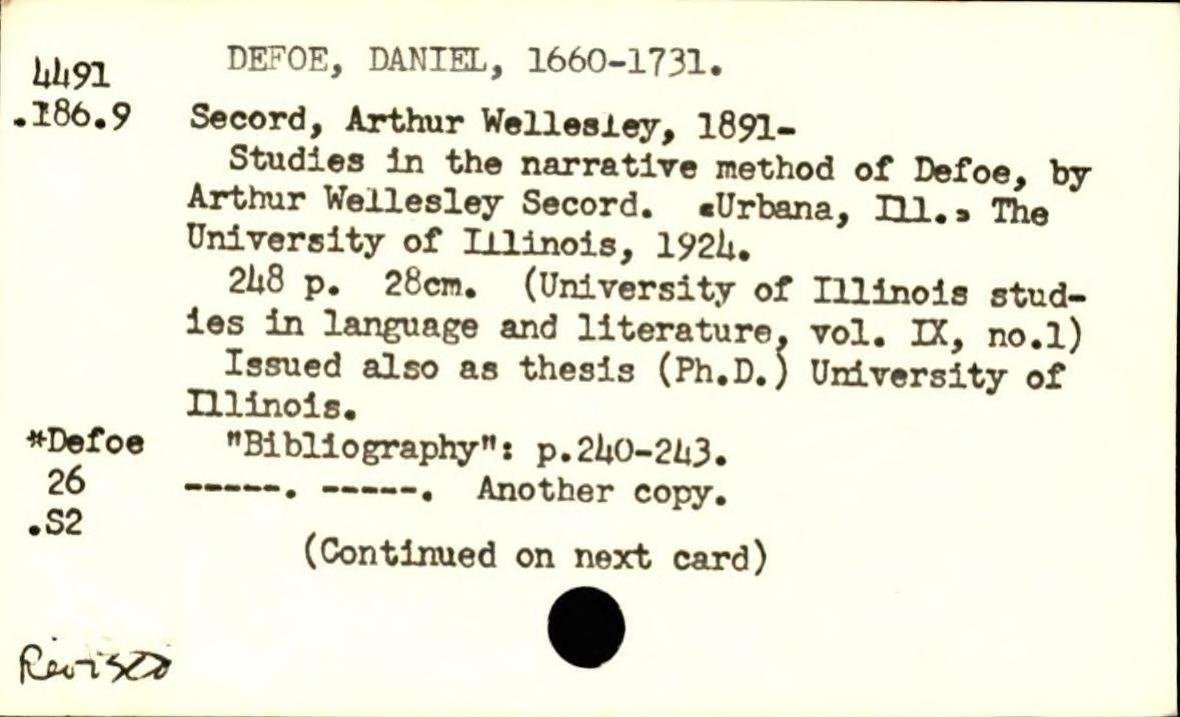 DEFOE, DANIEL, 1660-1731.
4491
.186.9
Secord, Arthur Wellesley, 1891-
Studies in the narrative method of Defoe, by
Arthur Wellesley Secord. [Urbana, Ill.] The
University of Illinois, 1924.
248 p. 28cm. (University of Illinois stud-
ies in language and literature, vol. IX, no.1)
Issued also as thesis (Ph.D.) University of
Illinois.
*Defoe
26
.S2
"Bibliography": p.240-243.
-----. -----. Another copy.
(Continued on next card)
Revised